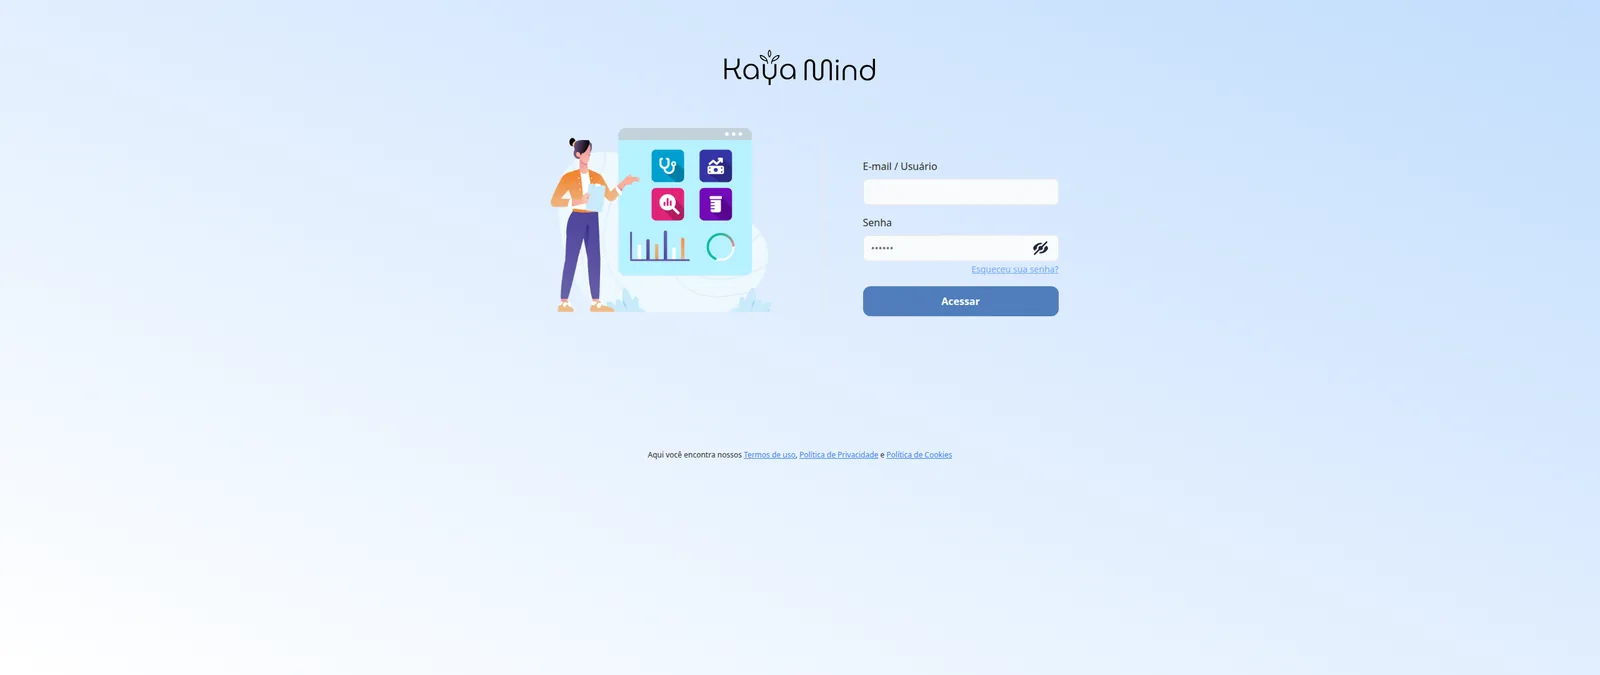 Kaya Mind
E-mail / Usuário
Senha
••••••
Esqueceu sua senha?
Acessar
Aqui você encontra nossos Termos de uso, Política de Privacidade e Política de Cookies